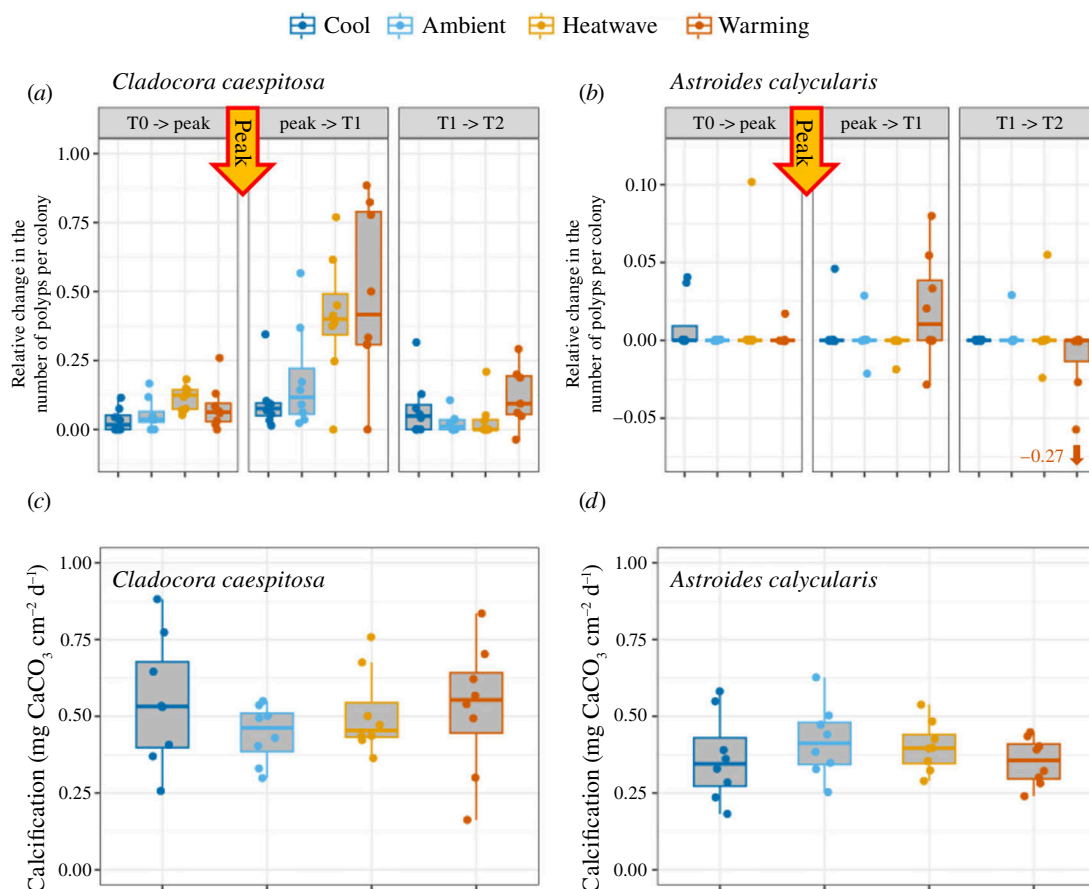 Cool Ambient Heatwave Warming
(a) Cladocora caespitosa
T0 -> peak Peak peak -> T1 T1 -> T2
Relative change in the
number of polyps per colony
1.00
0.75
0.50
0.25
0.00
(b) Astroides calycularis
T0 -> peak Peak peak -> T1 T1 -> T2
Relative change in the
number of polyps per colony
0.10
0.05
0.00
−0.05
−0.27
(c)
Cladocora caespitosa
Calcification (mg CaCO₃ cm⁻² d⁻¹)
1.00
0.75
0.50
0.25
0.00
(d)
Astroides calycularis
Calcification (mg CaCO₃ cm⁻² d⁻¹)
1.00
0.75
0.50
0.25
0.00